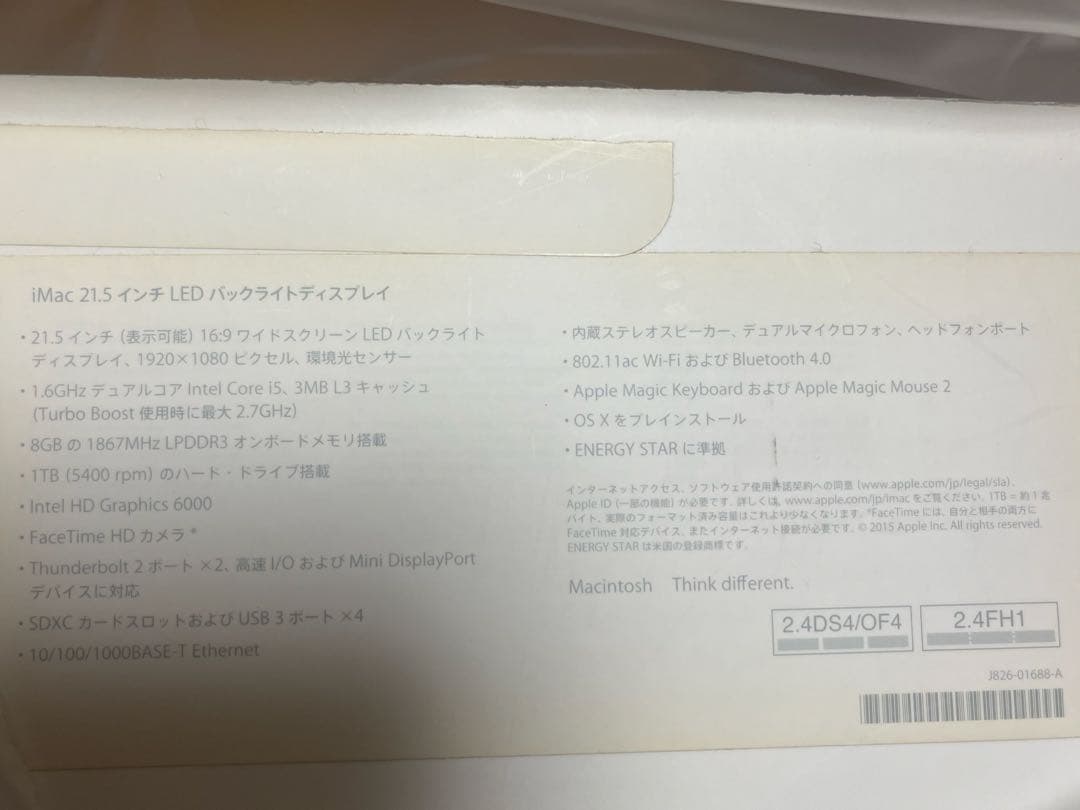 iMac 21.5 インチ LED バックライトディスプレイ
・21.5 インチ (表示可能) 16:9 ワイドスクリーン LED バックライト
ディスプレイ、1920×1080 ピクセル、環境光センサー
・1.6GHz デュアルコア Intel Core i5、3MB L3 キャッシュ
(Turbo Boost 使用時に最大 2.7GHz)
・8GB の 1867MHz LPDDR3 オンボードメモリ搭載
・1TB (5400 rpm) のハード・ドライブ搭載
・Intel HD Graphics 6000
・FaceTime HD カメラ*
・Thunderbolt 2 ポート ×2、高速 I/O および Mini DisplayPort
デバイスに対応
・SDXC カードスロットおよび USB 3 ポート ×4
・10/100/1000BASE-T Ethernet
・内蔵ステレオスピーカー、デュアルマイクロフォン、ヘッドフォンポート
・802.11ac Wi-Fi および Bluetooth 4.0
・Apple Magic Keyboard および Apple Magic Mouse 2
・OS X をプレインストール
・ENERGY STAR に準拠
インターネットアクセス、ソフトウェア使用許諾契約への同意 (www.apple.com/jp/legal/sla)、
Apple ID (一部の機能) が必要です。詳しくは、www.apple.com/jp/imac をご覧ください。1TB = 約 1 兆
バイト、実際のフォーマット済み容量はこれより少なくなります。*FaceTime には、自分と相手の両方に
FaceTime 対応デバイス、またインターネット接続が必要です。© 2015 Apple Inc. All rights reserved.
ENERGY STAR は米国の登録商標です。
Macintosh Think different.
2.4DS4/OF4
2.4FH1
J826-01688-A